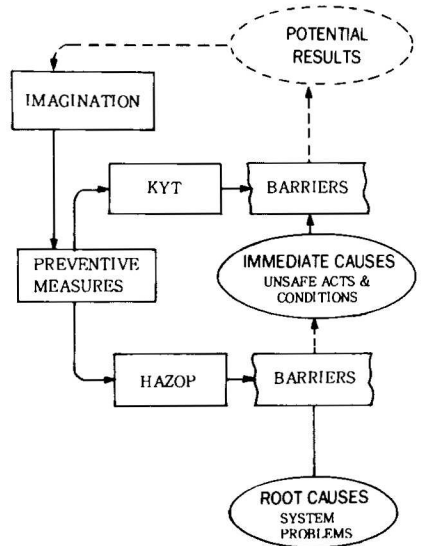 POTENTIAL
RESULTS
IMAGINATION
KYT
BARRIERS
PREVENTIVE
MEASURES
IMMEDIATE CAUSES
UNSAFE ACTS &
CONDITIONS
HAZOP
BARRIERS
ROOT CAUSES
SYSTEM
PROBLEMS